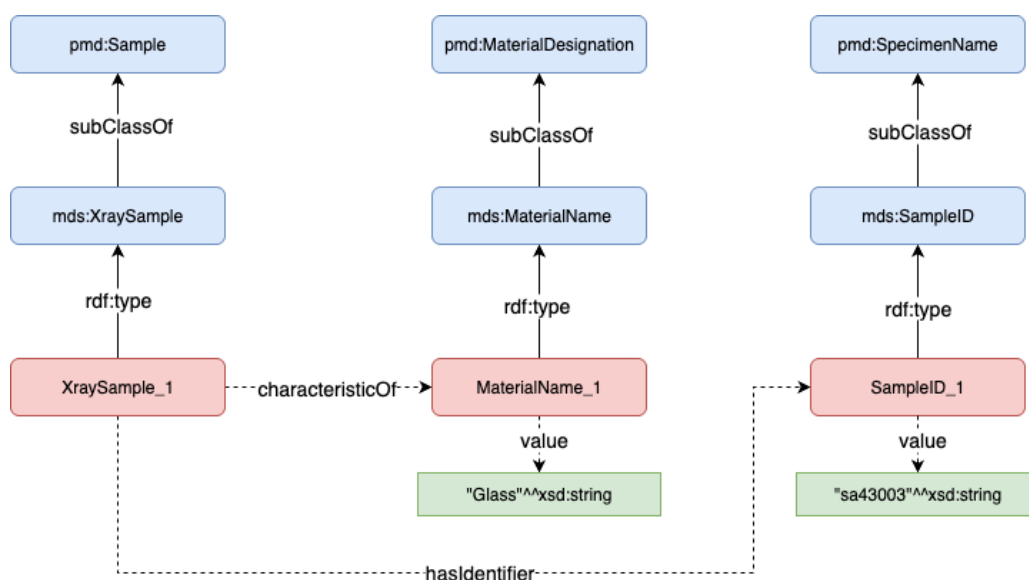 pmd:Sample
pmd:MaterialDesignation
pmd:SpecimenName
subClassOf
subClassOf
subClassOf
mds:XraySample
mds:MaterialName
mds:SampleID
rdf:type
rdf:type
rdf:type
XraySample_1
characteristicOf
MaterialName_1
SampleID_1
value
value
"Glass"^^xsd:string
"sa43003"^^xsd:string
hasIdentifier